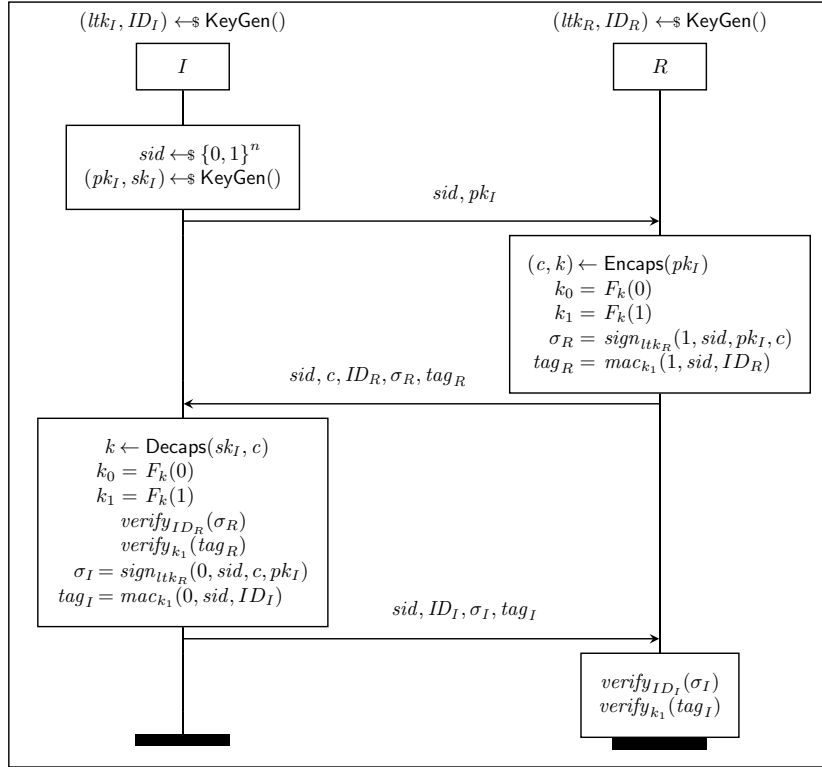 (ltk_I, ID_I) ←$ KeyGen()
(ltk_R, ID_R) ←$ KeyGen()
I
R
sid ←$ {0, 1}^n
(pk_I, sk_I) ←$ KeyGen()
sid, pk_I
(c, k) ← Encaps(pk_I)
k_0 = F_k(0)
k_1 = F_k(1)
σ_R = sign_{ltk_R}(1, sid, pk_I, c)
tag_R = mac_{k_1}(1, sid, ID_R)
sid, c, ID_R, σ_R, tag_R
k ← Decaps(sk_I, c)
k_0 = F_k(0)
k_1 = F_k(1)
verify_{ID_R}(σ_R)
verify_{k_1}(tag_R)
σ_I = sign_{ltk_R}(0, sid, c, pk_I)
tag_I = mac_{k_1}(0, sid, ID_I)
sid, ID_I, σ_I, tag_I
verify_{ID_I}(σ_I)
verify_{k_1}(tag_I)